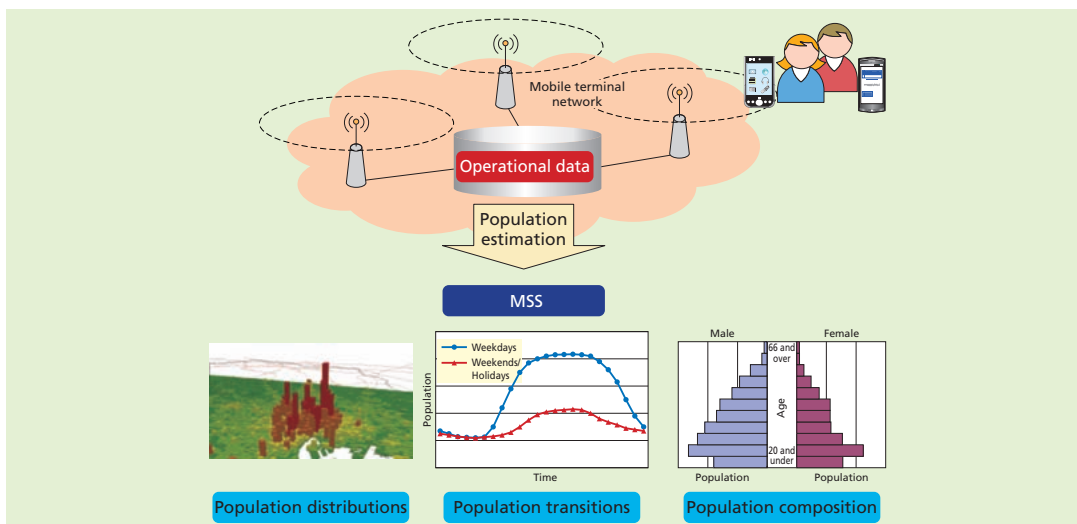 Mobile terminal
network
Operational data
Population
estimation
MSS
Weekdays
Weekends/
Holidays
Population
Time
Male
Female
66 and
over
Age
20 and
under
Population
Population
Population distributions
Population transitions
Population composition